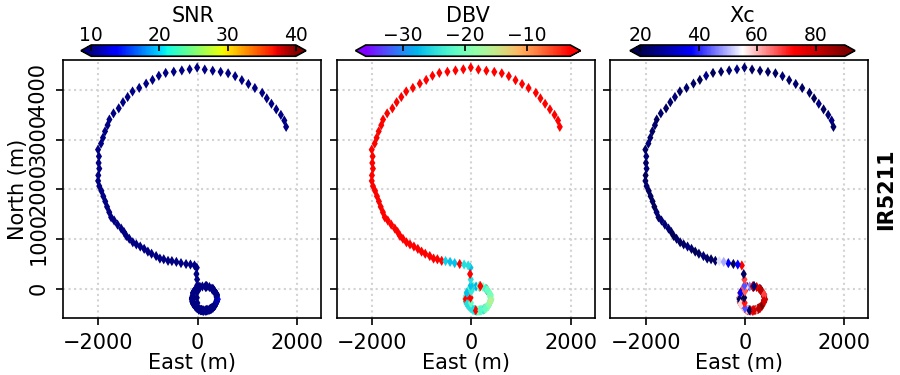 SNR DBV Xc
10 20 30 40 −30 −20 −10 20 40 60 80
North (m)
4000
3000
2000
1000
0
IR5211
−2000 0 2000 −2000 0 2000 −2000 0 2000
East (m) East (m) East (m)